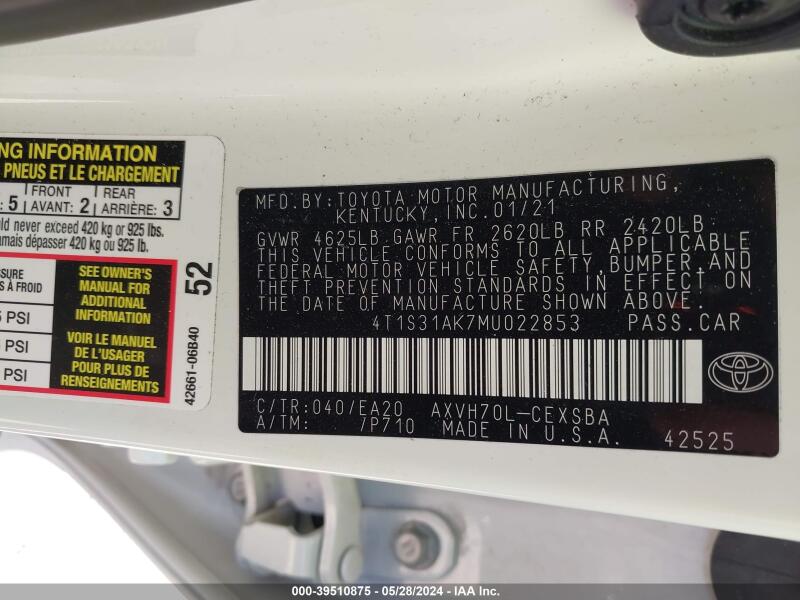 NG INFORMATION
PNEUS ET LE CHARGEMENT
: 5 FRONT AVANT: 2 REAR ARRIÈRE: 3
uld never exceed 420 kg or 925 lbs.
amais dépasser 420 kg ou 925 lb.
SSURE
S À FROID
PSI
PSI
PSI
SEE OWNER'S
MANUAL FOR
ADDITIONAL
INFORMATION
VOIR LE MANUEL
DE L'USAGER
POUR PLUS DE
RENSEIGNEMENTS
52
42661-06B40
MFD. BY: TOYOTA MOTOR MANUFACTURING,
KENTUCKY, INC. 01/21
GVWR 4625LB GAWR FR 2620LB RR 2420LB
THIS VEHICLE CONFORMS TO ALL APPLICABLE
FEDERAL MOTOR VEHICLE SAFETY, BUMPER AND
THEFT PREVENTION STANDARDS IN EFFECT ON
THE DATE OF MANUFACTURE SHOWN ABOVE.
4T1S31AK7MU022853 PASS.CAR
C/TR: 040/EA20 AXVH70L-CEXSBA
A/TM: 7P710 MADE IN U.S.A. 42525
000-39510875 - 05/28/2024 - IAA Inc.